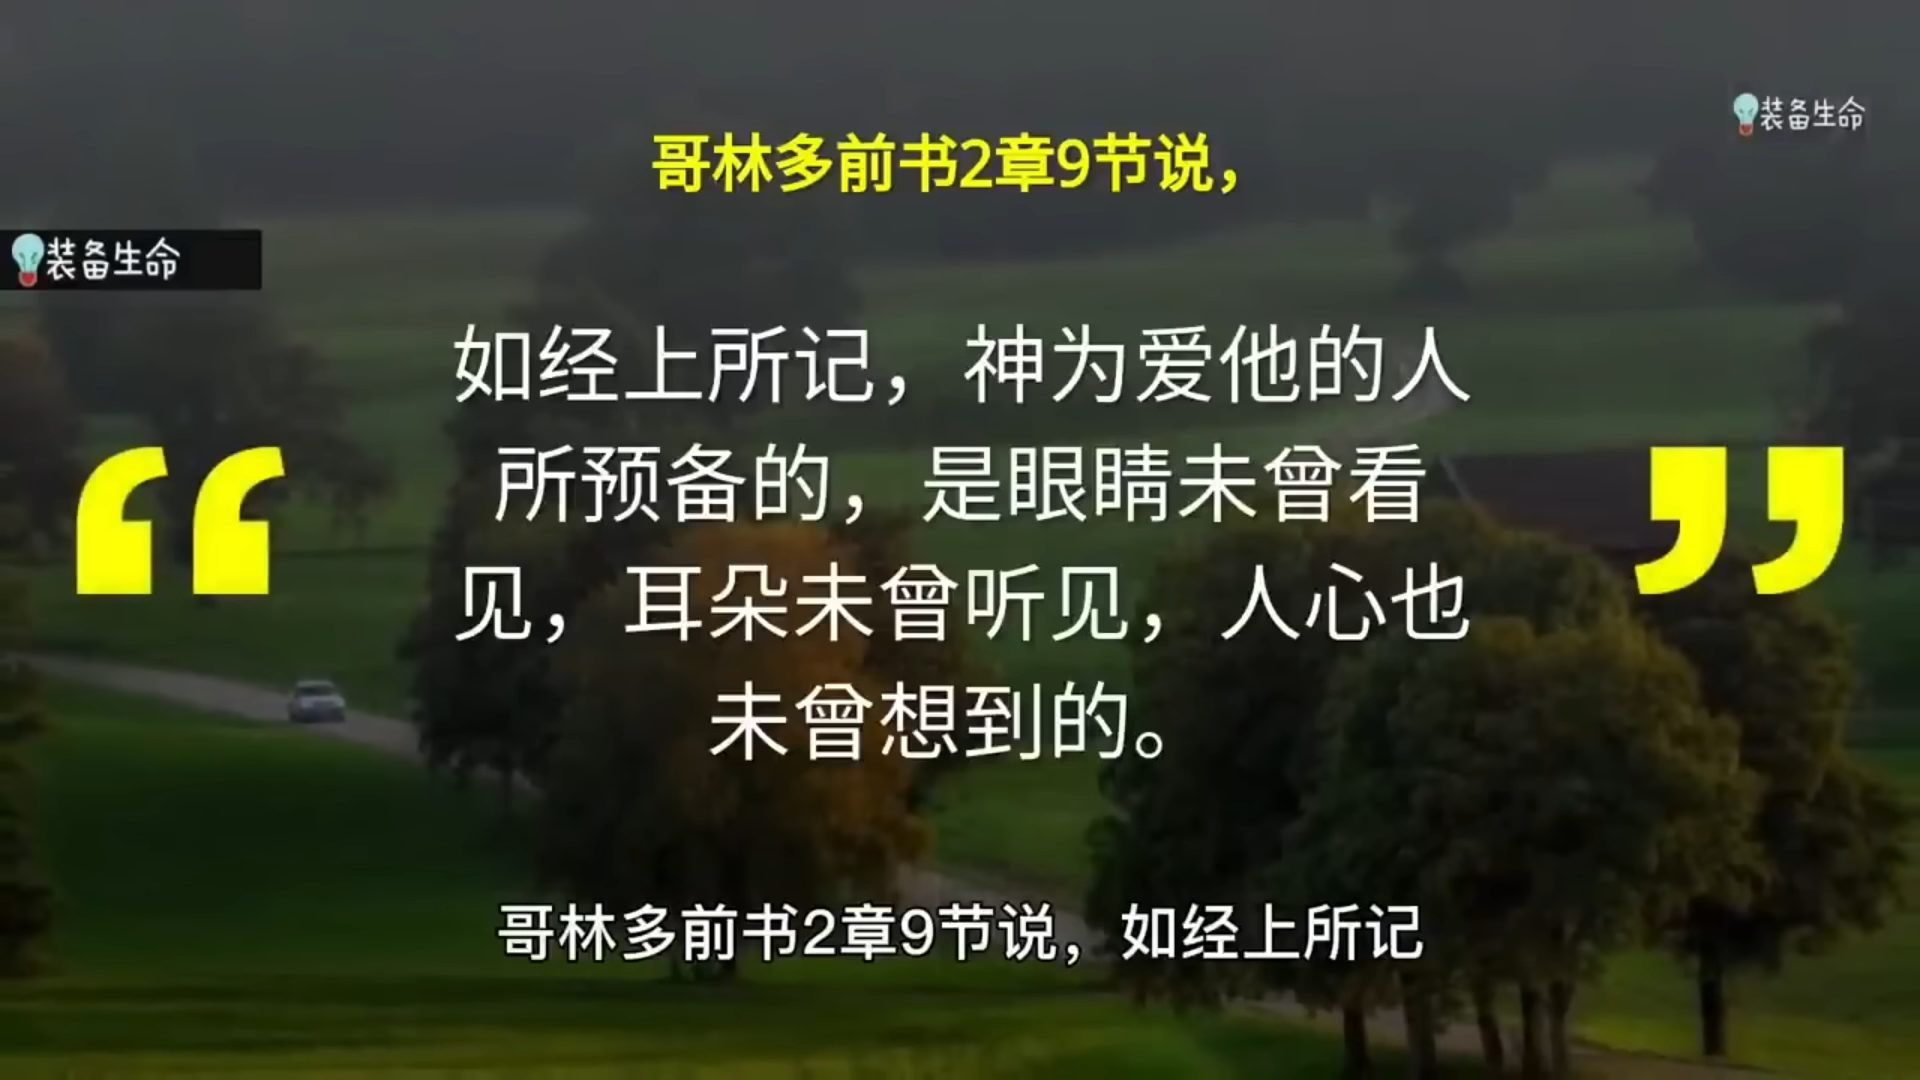 装备生命
哥林多前书2章9节说，
装备生命
如经上所记，神为爱他的人
所预备的，是眼睛未曾看
见，耳朵未曾听见，人心也
未曾想到的。
哥林多前书2章9节说，如经上所记